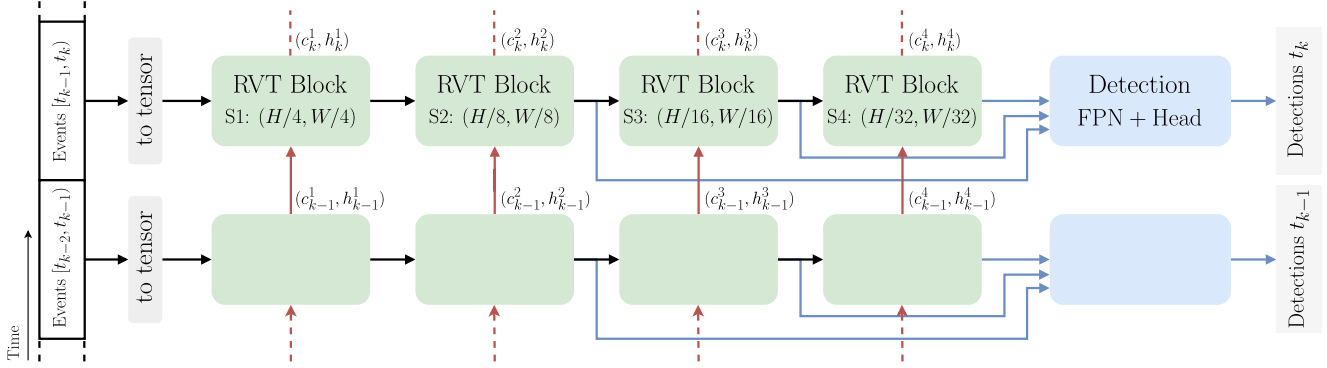 Events [t_{k−1}, t_k)
to tensor
(c_k^1, h_k^1)
RVT Block
S1: (H/4, W/4)
(c_k^2, h_k^2)
RVT Block
S2: (H/8, W/8)
(c_k^3, h_k^3)
RVT Block
S3: (H/16, W/16)
(c_k^4, h_k^4)
RVT Block
S4: (H/32, W/32)
Detection
FPN + Head
Detections t_k
Time
Events [t_{k−2}, t_{k−1})
to tensor
(c_{k−1}^1, h_{k−1}^1)
(c_{k−1}^2, h_{k−1}^2)
(c_{k−1}^3, h_{k−1}^3)
(c_{k−1}^4, h_{k−1}^4)
Detections t_{k−1}